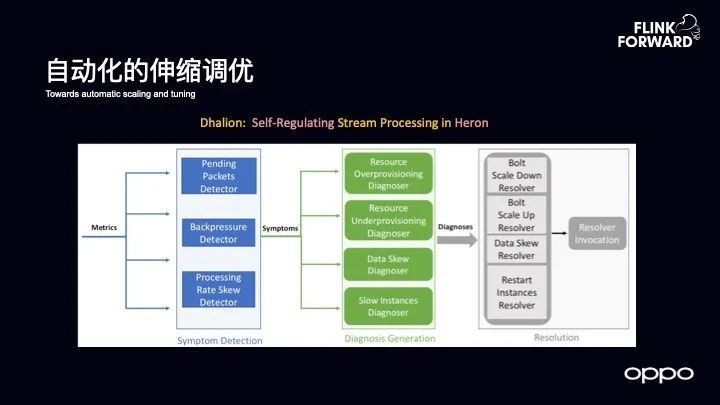 FLINK
FORWARD
自动化的伸缩调优
Towards automatic scaling and tuning
Dhalion: Self-Regulating Stream Processing in Heron
Metrics
Pending
Packets
Detector
Backpressure
Detector
Processing
Rate Skew
Detector
Symptom Detection
Symptoms
Resource
Overprovisioning
Diagnoser
Resource
Underprovisioning
Diagnoser
Data Skew
Diagnoser
Slow Instances
Diagnoser
Diagnosis Generation
Diagnoses
Bolt
Scale Down
Resolver
Bolt
Scale Up
Resolver
Data Skew
Resolver
Restart
Instances
Resolver
Resolver
Invocation
Resolution
oppo